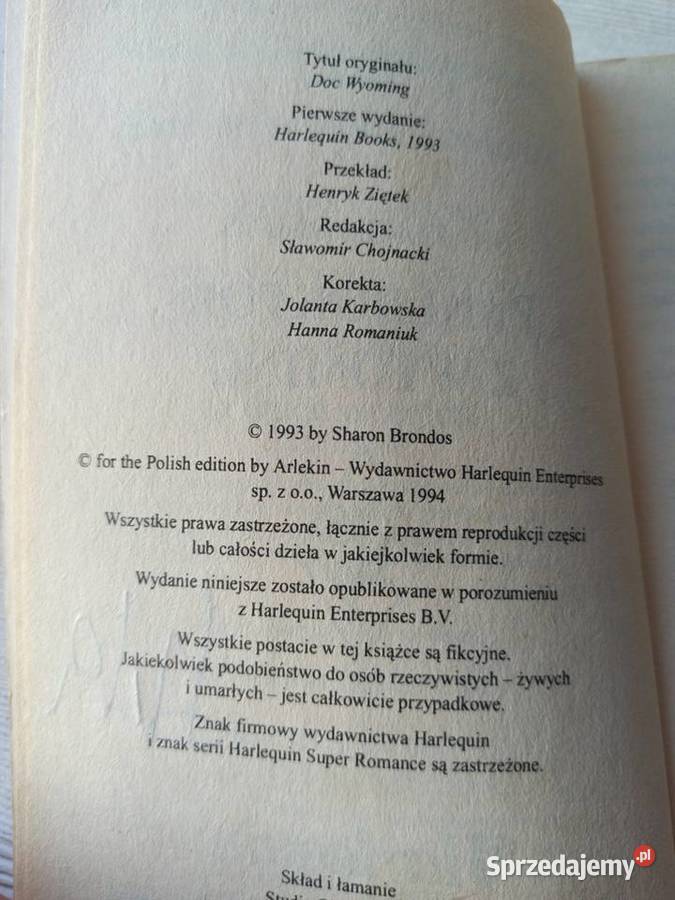 Tytuł oryginału:
Doc Wyoming
Pierwsze wydanie:
Harlequin Books, 1993
Przekład:
Henryk Ziętek
Redakcja:
Sławomir Chojnacki
Korekta:
Jolanta Karbowska
Hanna Romaniuk
© 1993 by Sharon Brondos
© for the Polish edition by Arlekin – Wydawnictwo Harlequin Enterprises
sp. z o.o., Warszawa 1994
Wszystkie prawa zastrzeżone, łącznie z prawem reprodukcji części
lub całości dzieła w jakiejkolwiek formie.
Wydanie niniejsze zostało opublikowane w porozumieniu
z Harlequin Enterprises B.V.
Wszystkie postacie w tej książce są fikcyjne.
Jakiekolwiek podobieństwo do osób rzeczywistych – żywych
i umarłych – jest całkowicie przypadkowe.
Znak firmowy wydawnictwa Harlequin
i znak serii Harlequin Super Romance są zastrzeżone.
Skład i łamanie
Sprzedajemy.pl